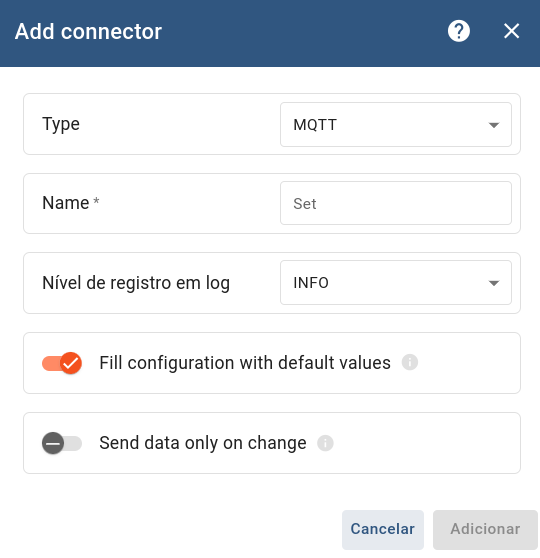 Add connector
Type
MQTT
Name *
Set
Nível de registro em log
INFO
Fill configuration with default values
Send data only on change
Cancelar
Adicionar